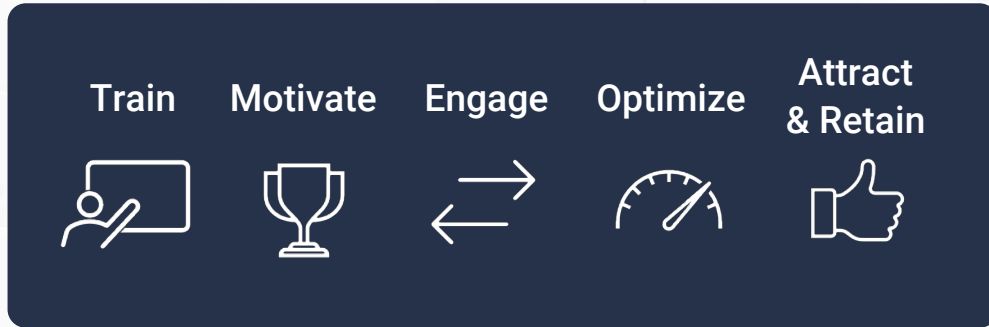 Train
Motivate
Engage
Optimize
Attract
& Retain